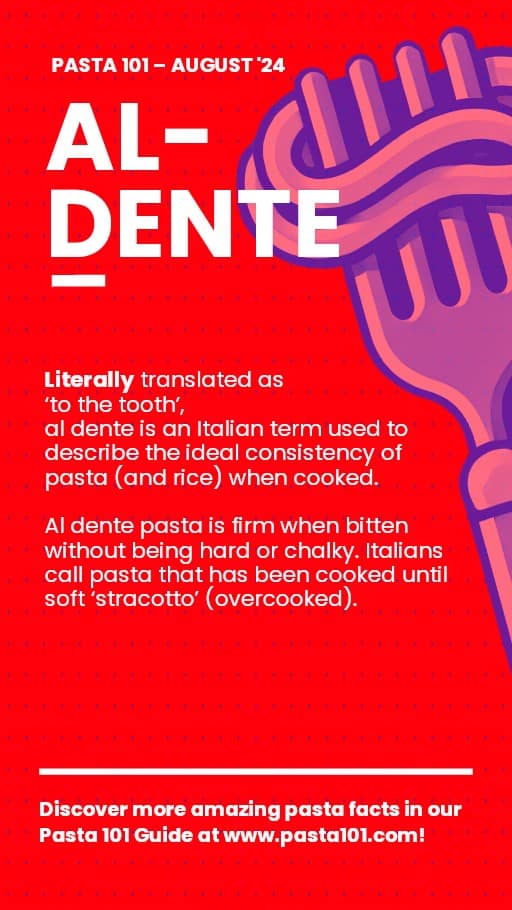 PASTA 101 – AUGUST '24
AL-
DENTE
Literally translated as
‘to the tooth’,
al dente is an Italian term used to
describe the ideal consistency of
pasta (and rice) when cooked.
Al dente pasta is firm when bitten
without being hard or chalky. Italians
call pasta that has been cooked until
soft ‘stracotto’ (overcooked).
Discover more amazing pasta facts in our
Pasta 101 Guide at www.pasta101.com!